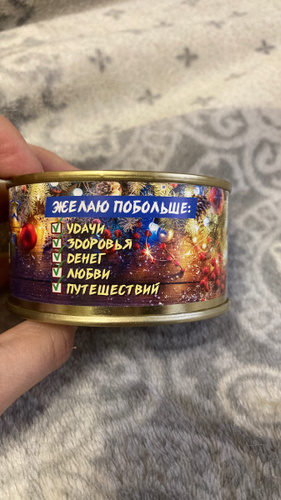 ЖЕЛАЮ ПОБОЛЬШЕ:
УДАЧИ
ЗДОРОВЬЯ
ДЕНЕГ
ЛЮБВИ
ПУТЕШЕСТВИЙ